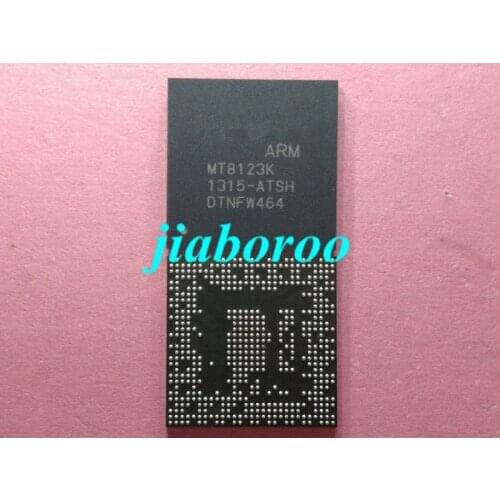 ARM
MT8123K
1315-ATSH
DTNFW464
jiaboroo